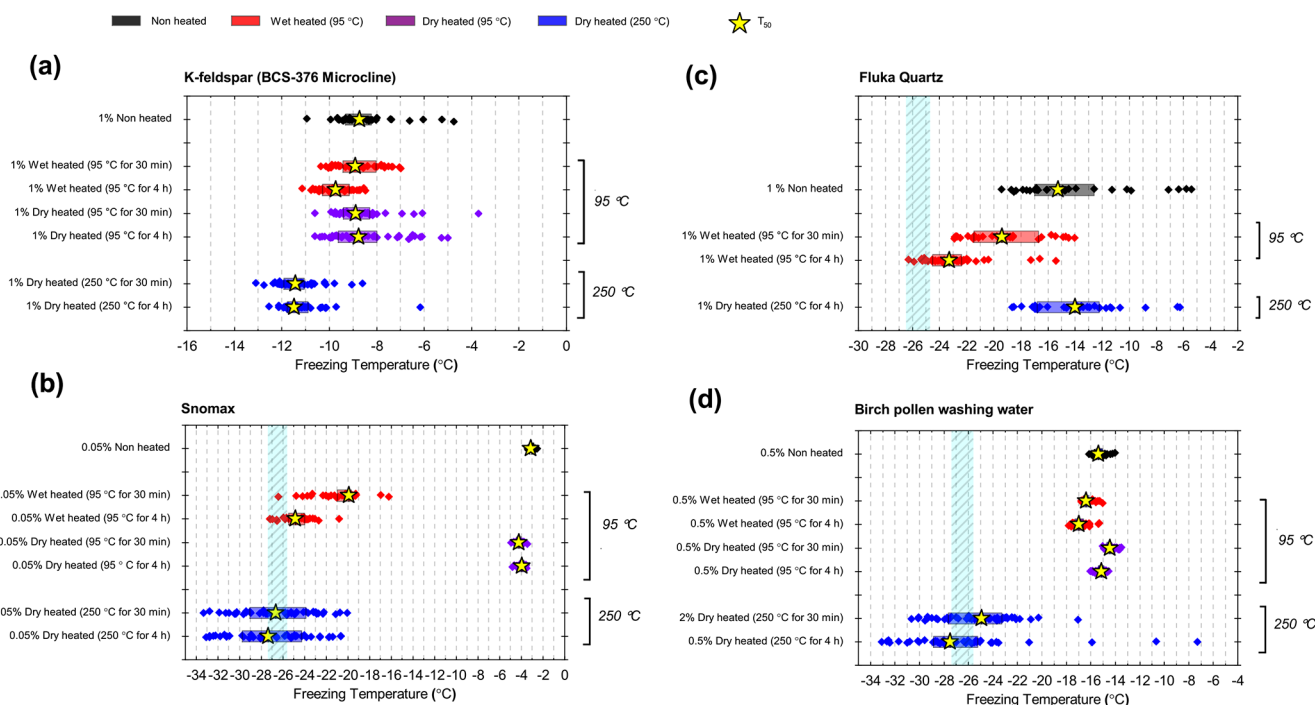 Non heated
Wet heated (95 °C)
Dry heated (95 °C)
Dry heated (250 °C)
T50
(a)
K-feldspar (BCS-376 Microcline)
1% Non heated
1% Wet heated (95 °C for 30 min)
1% Wet heated (95 °C for 4 h)
1% Dry heated (95 °C for 30 min)
1% Dry heated (95 °C for 4 h)
1% Dry heated (250 °C for 30 min)
1% Dry heated (250 °C for 4 h)
95 °C
250 °C
-16 -14 -12 -10 -8 -6 -4 -2 0
Freezing Temperature (°C)
(c)
Fluka Quartz
1% Non heated
1% Wet heated (95 °C for 30 min)
1% Wet heated (95 °C for 4 h)
1% Dry heated (250 °C for 4 h)
95 °C
250 °C
-30 -28 -26 -24 -22 -20 -18 -16 -14 -12 -10 -8 -6 -4 -2
Freezing Temperature (°C)
(b)
Snomax
0.05% Non heated
.05% Wet heated (95 °C for 30 min)
0.05% Wet heated (95 °C for 4 h)
0.05% Dry heated (95 °C for 30 min)
0.05% Dry heated (95 °C for 4 h)
05% Dry heated (250 °C for 30 min)
0.05% Dry heated (250 °C for 4 h)
95 °C
250 °C
-34 -32 -30 -28 -26 -24 -22 -20 -18 -16 -14 -12 -10 -8 -6 -4 -2 0
Freezing Temperature (°C)
(d)
Birch pollen washing water
0.5% Non heated
0.5% Wet heated (95 °C for 30 min)
0.5% Wet heated (95 °C for 4 h)
0.5% Dry heated (95 °C for 30 min)
0.5% Dry heated (95 °C for 4 h)
2% Dry heated (250 °C for 30 min)
0.5% Dry heated (250 °C for 4 h)
95 °C
250 °C
-34 -32 -30 -28 -26 -24 -22 -20 -18 -16 -14 -12 -10 -8 -6 -4
Freezing Temperature (°C)